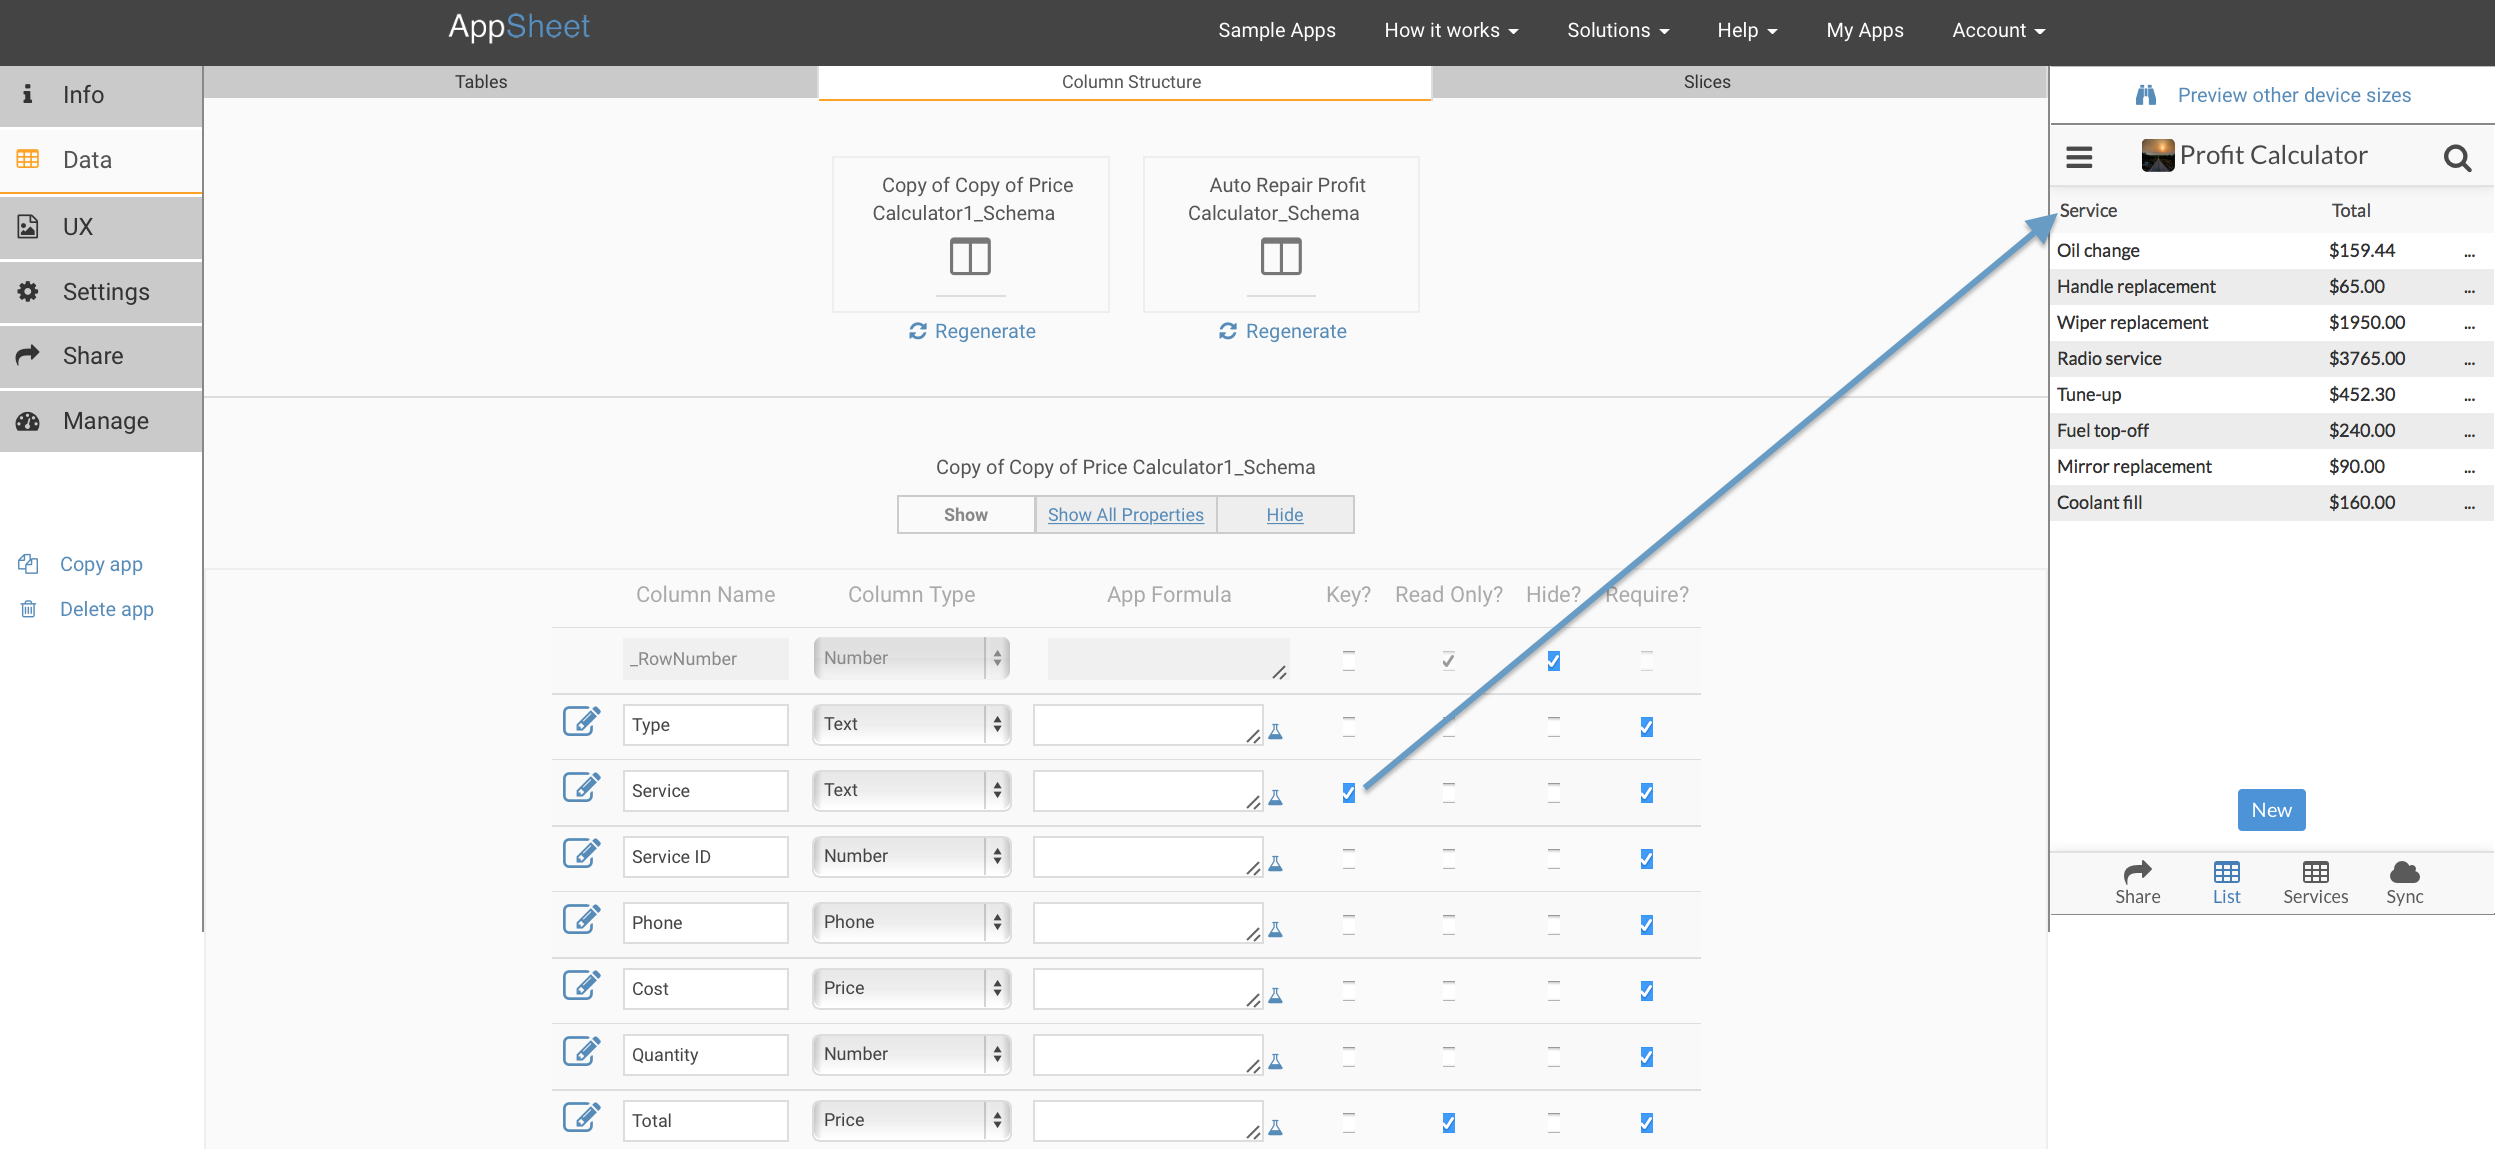 AppSheet
Sample Apps
How it works
Solutions
Help
My Apps
Account
Info
Data
UX
Settings
Share
Manage
Copy app
Delete app
Tables
Column Structure
Slices
Copy of Copy of Price
Calculator1_Schema
Regenerate
Auto Repair Profit
Calculator_Schema
Regenerate
Copy of Copy of Price Calculator1_Schema
Show
Show All Properties
Hide
Column Name
Column Type
App Formula
Key?
Read Only?
Hide?
Require?
_RowNumber
Number
Type
Text
Service
Text
Service ID
Number
Phone
Phone
Cost
Price
Quantity
Number
Total
Price
Preview other device sizes
Profit Calculator
Service
Total
Oil change
$159.44
...
Handle replacement
$65.00
...
Wiper replacement
$1950.00
...
Radio service
$3765.00
...
Tune-up
$452.30
...
Fuel top-off
$240.00
...
Mirror replacement
$90.00
...
Coolant fill
$160.00
...
New
Share
List
Services
Sync